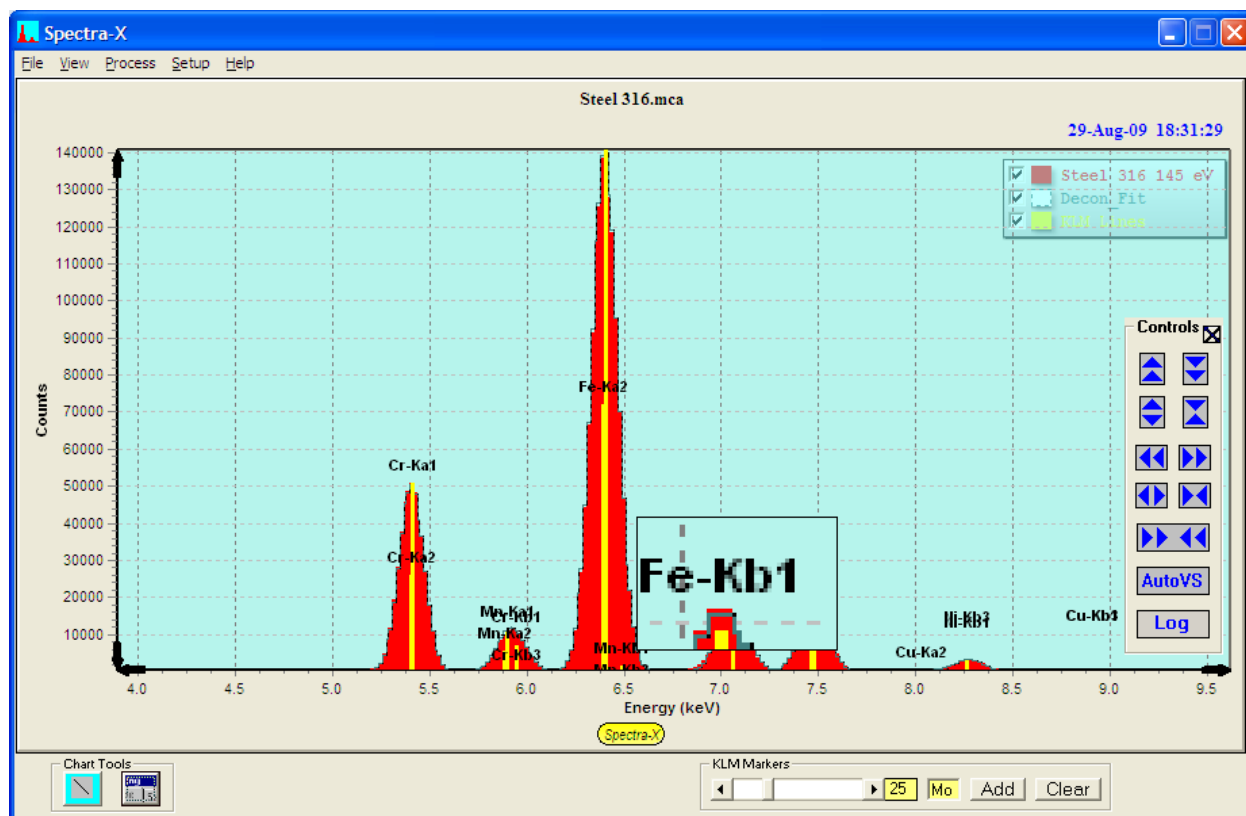 Spectra-X
File View Process Setup Help
Steel 316.mca
29-Aug-09 18:31:29
Steel 316 145 eV
Decon_Fit
KLM Lines
Counts
140000
130000
120000
110000
100000
90000
80000
70000
60000
50000
40000
30000
20000
10000
Cr-Ka1
Cr-Ka2
Mn-Ka1
Cr-Kb1
Mn-Ka2
Cr-Kb3
Fe-Ka2
Mn-Kb1
Fe-Kb1
Cu-Ka2
Cu-Kb1
4.0 4.5 5.0 5.5 6.0 6.5 7.0 7.5 8.0 8.5 9.0 9.5
Energy (keV)
Spectra-X
Controls
AutoVS
Log
Chart Tools
KLM Markers
25 Mo Add Clear